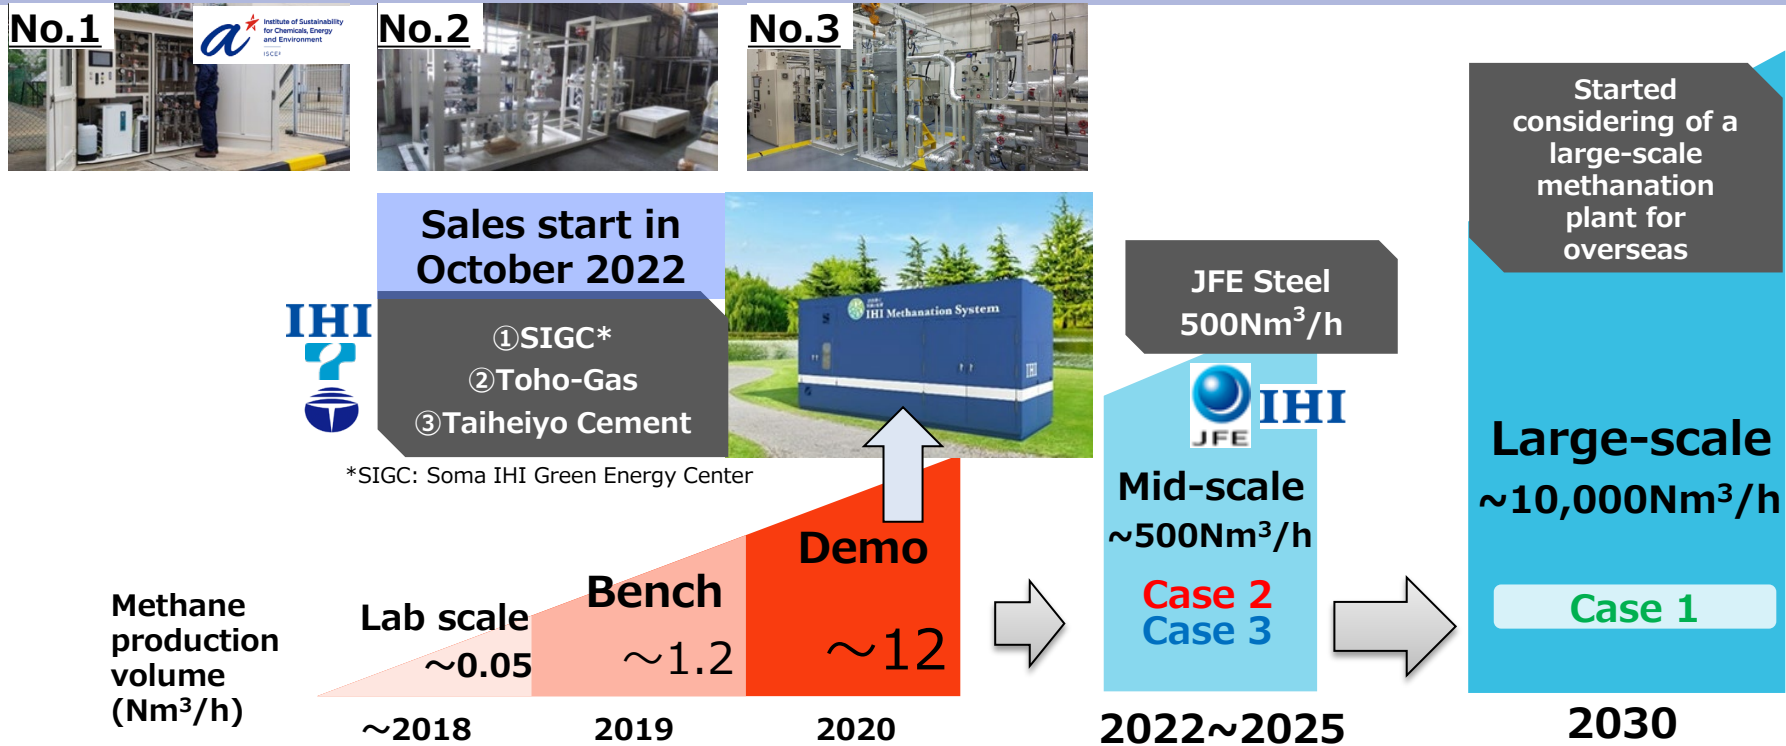 No.1
Institute of Sustainability
for Chemicals, Energy
and Environment
ISCE²
No.2
No.3
Sales start in
October 2022
IHI
①SIGC*
②Toho-Gas
③Taiheiyo Cement
*SIGC: Soma IHI Green Energy Center
IHI Methanation System
IHI
JFE Steel
500Nm³/h
JFE
IHI
Mid-scale
~500Nm³/h
Case 2
Case 3
Started
considering of a
large-scale
methanation
plant for
overseas
Large-scale
~10,000Nm³/h
Case 1
Methane
production
volume
(Nm³/h)
Lab scale
～0.05
Bench
～1.2
Demo
～12
～2018
2019
2020
2022~2025
2030